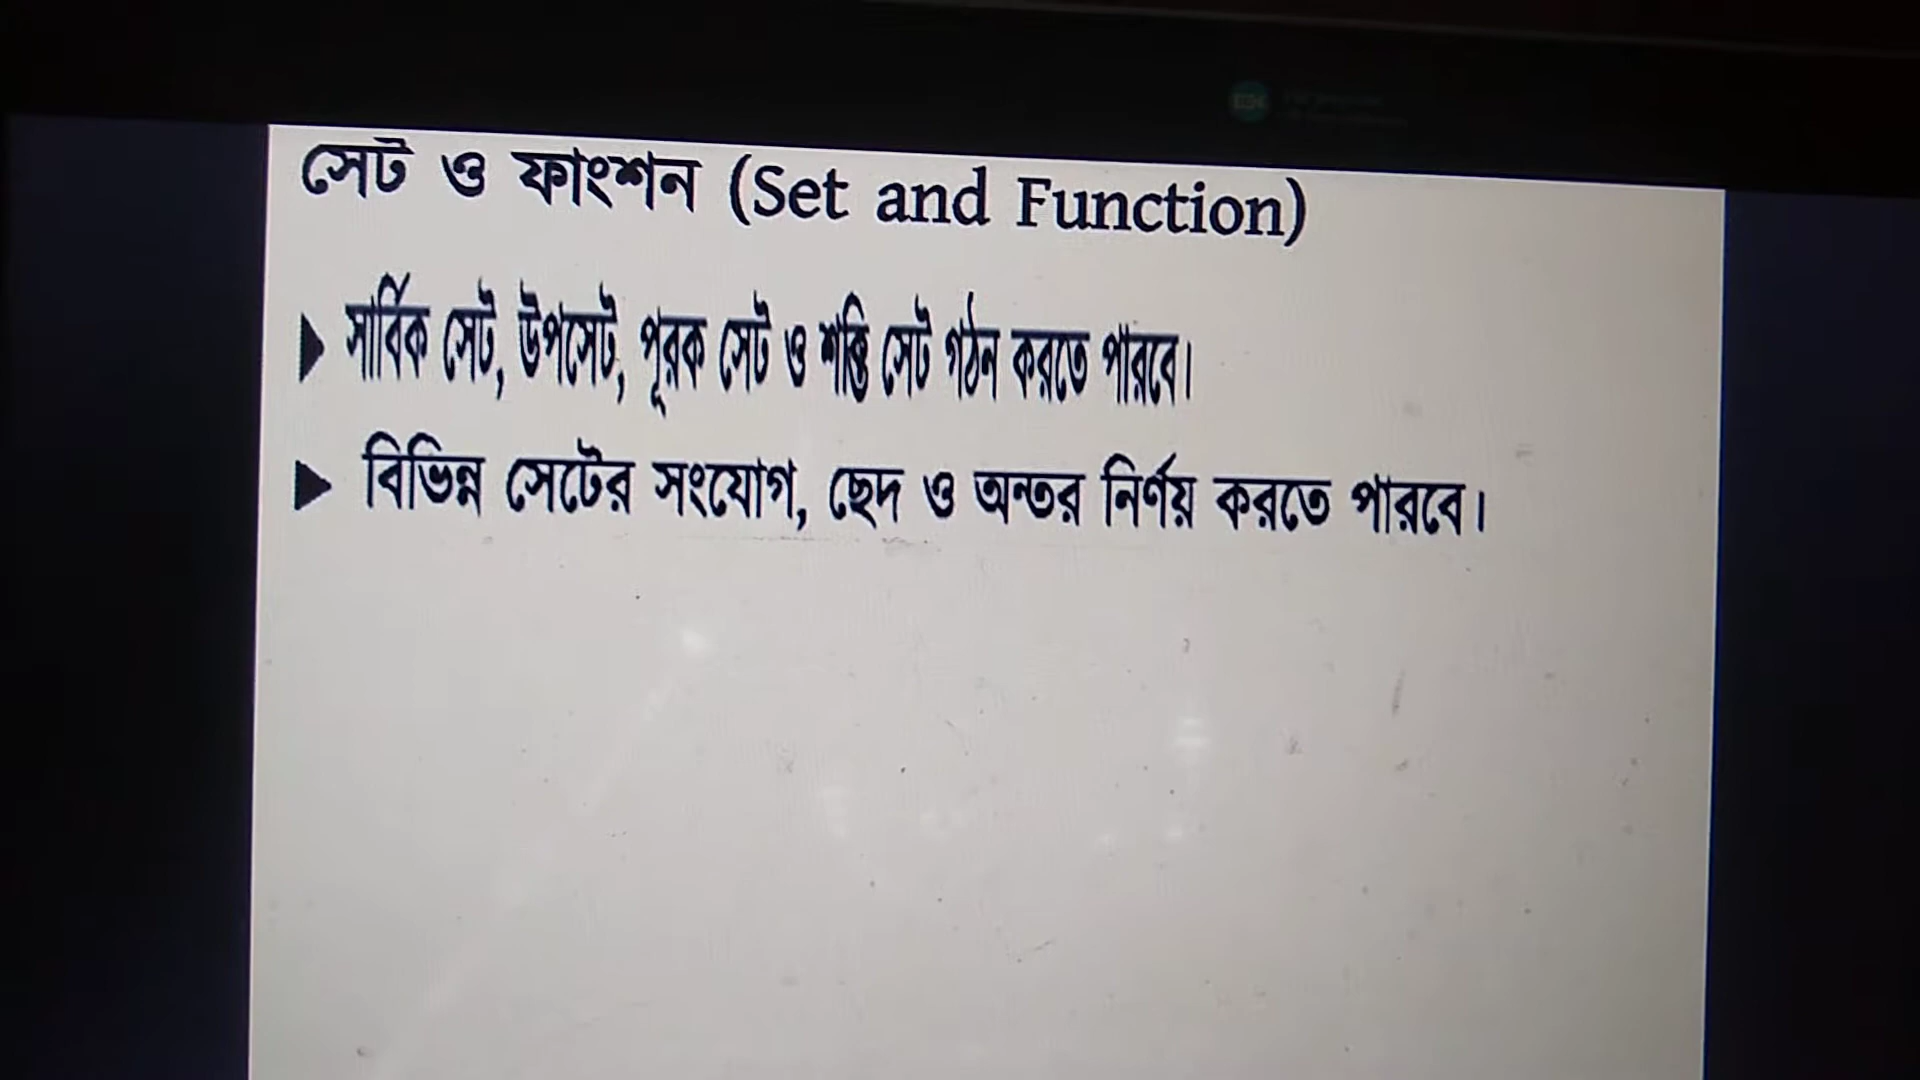 সেট ও ফাংশন (Set and Function)
▶ সার্বিক সেট, উপসেট, পূরক সেট ও শক্তি সেট গঠন করতে পারবে।
▶ বিভিন্ন সেটের সংযোগ, ছেদ ও অন্তর নির্ণয় করতে পারবে।